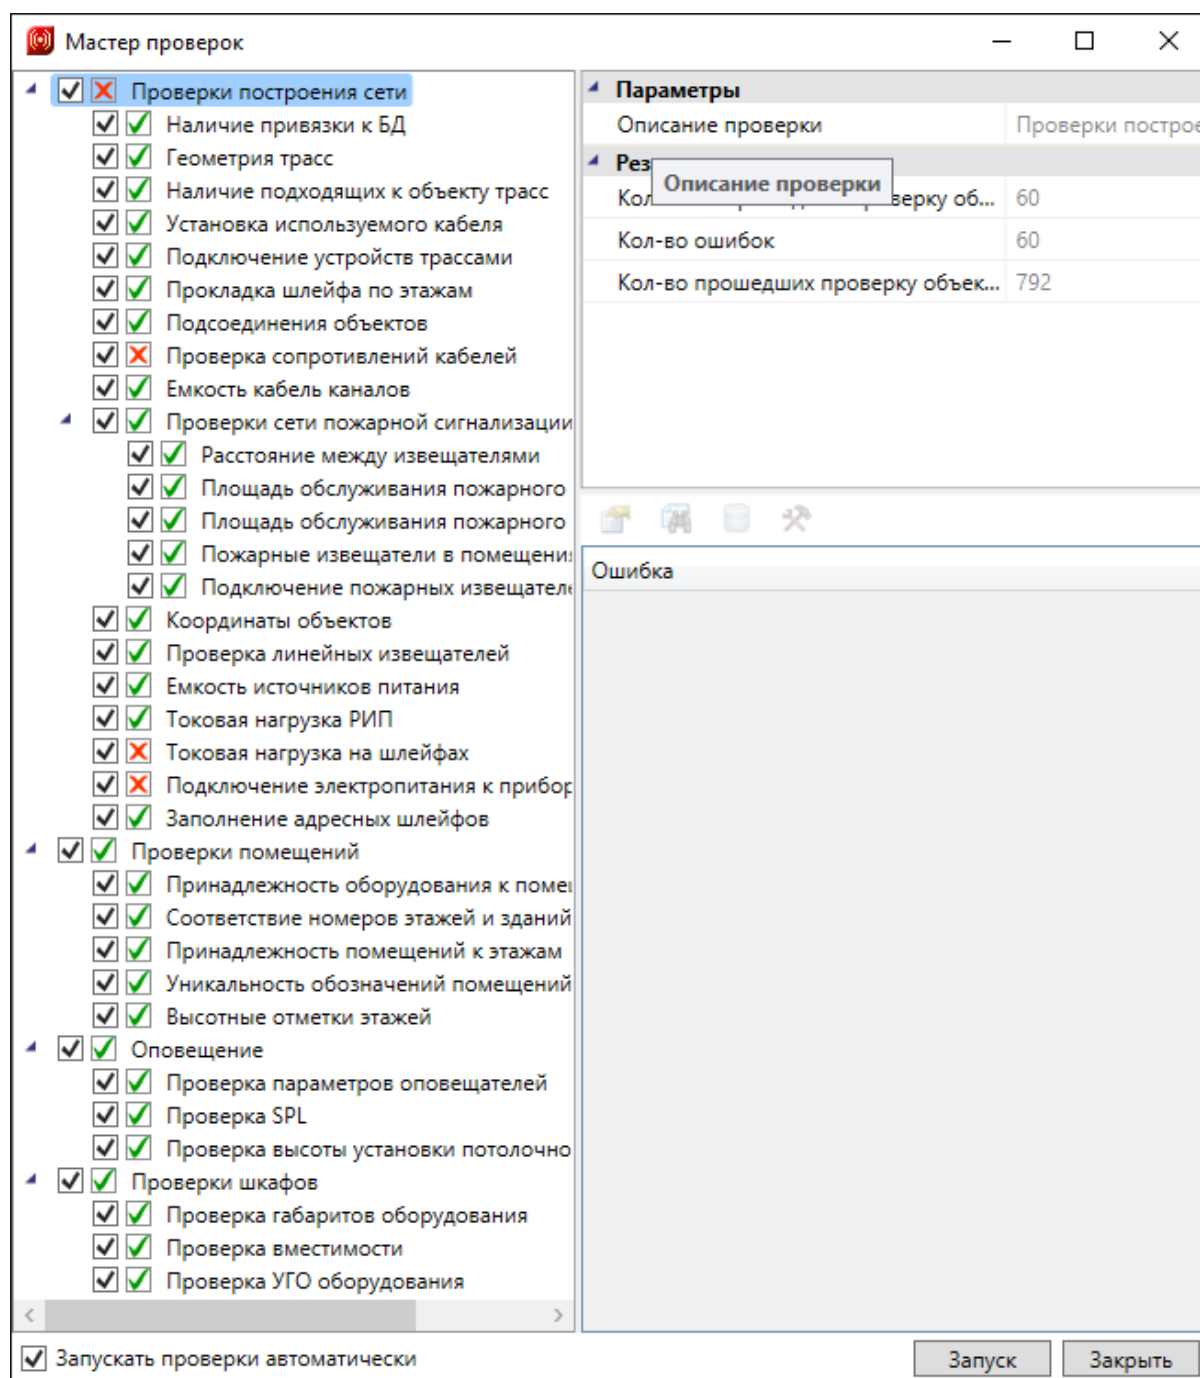 Мастер проверок
Проверки построения сети
Наличие привязки к БД
Геометрия трасс
Наличие подходящих к объекту трасс
Установка используемого кабеля
Подключение устройств трассами
Прокладка шлейфа по этажам
Подсоединения объектов
Проверка сопротивлений кабелей
Емкость кабель каналов
Проверки сети пожарной сигнализации
Расстояние между извещателями
Площадь обслуживания пожарного
Площадь обслуживания пожарного
Пожарные извещатели в помещени
Подключение пожарных извещател
Координаты объектов
Проверка линейных извещателей
Емкость источников питания
Токовая нагрузка РИП
Токовая нагрузка на шлейфах
Подключение электропитания к прибор
Заполнение адресных шлейфов
Проверки помещений
Принадлежность оборудования к поме
Соответствие номеров этажей и зданий
Принадлежность помещений к этажам
Уникальность обозначений помещений
Высотные отметки этажей
Оповещение
Проверка параметров оповещателей
Проверка SPL
Проверка высоты установки потолочно
Проверки шкафов
Проверка габаритов оборудования
Проверка вместимости
Проверка УГО оборудования
Параметры
Описание проверки Проверки построе
Рез
Описание проверки
Кол верку об... 60
Кол-во ошибок 60
Кол-во прошедших проверку объек... 792
Ошибка
Запускать проверки автоматически
Запуск Закрыть